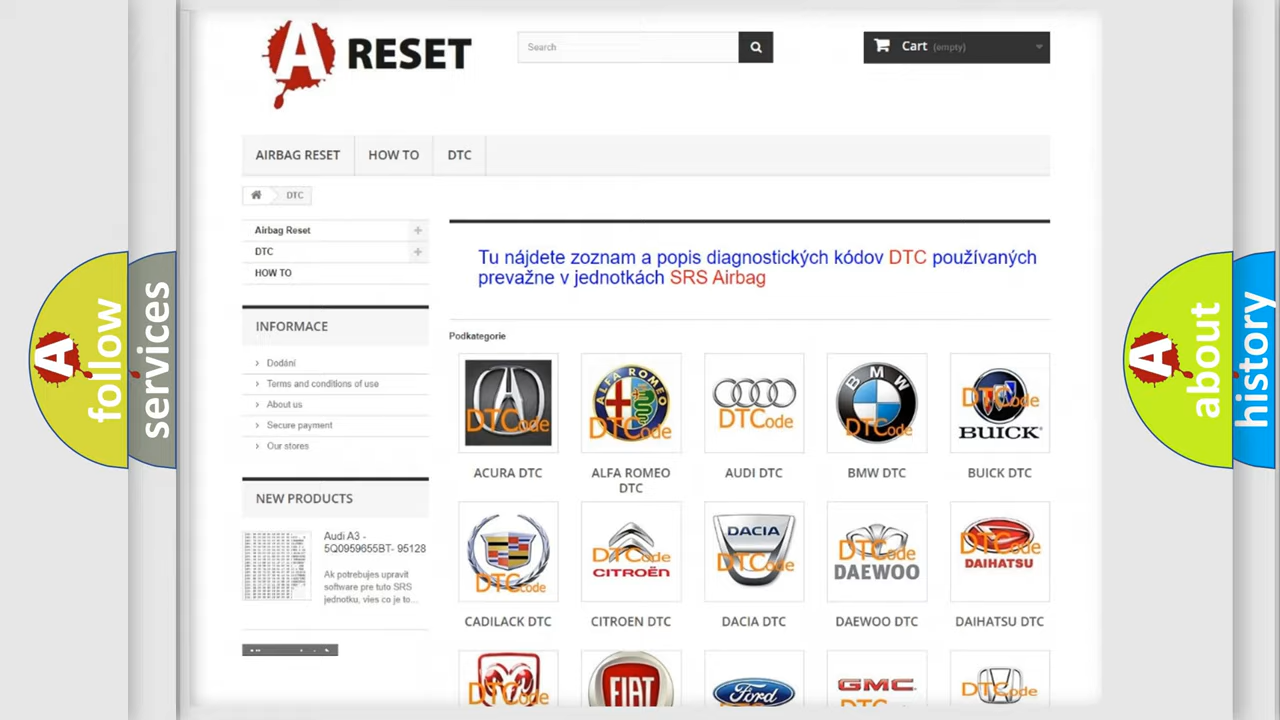 A RESET
Search
Cart (empty)
AIRBAG RESET
HOW TO
DTC
DTC
Airbag Reset
DTC
HOW TO
INFORMACE
Dodání
Terms and conditions of use
About us
Secure payment
Our stores
NEW PRODUCTS
Audi A3 -
5Q0959655BT- 95128
Ak potrebujes upravit
software pre tuto SRS
jednotku, vies co je to...
Tu nájdete zoznam a popis diagnostických kódov DTC používaných
prevažne v jednotkách SRS Airbag
Podkategorie
DTCode
ALFA ROMEO
DTCode
DTCode
BMW
DTCode
DTCode
BUICK
ACURA DTC
ALFA ROMEO
DTC
AUDI DTC
BMW DTC
BUICK DTC
DTCode
DTCode
CITROËN
DACIA
DTCode
DTCode
DAEWOO
DTCode
DAIHATSU
CADILACK DTC
CITROEN DTC
DACIA DTC
DAEWOO DTC
DAIHATSU DTC
DTCode
FIAT
Ford
GMC
DTCode
A follow
services
A about
history